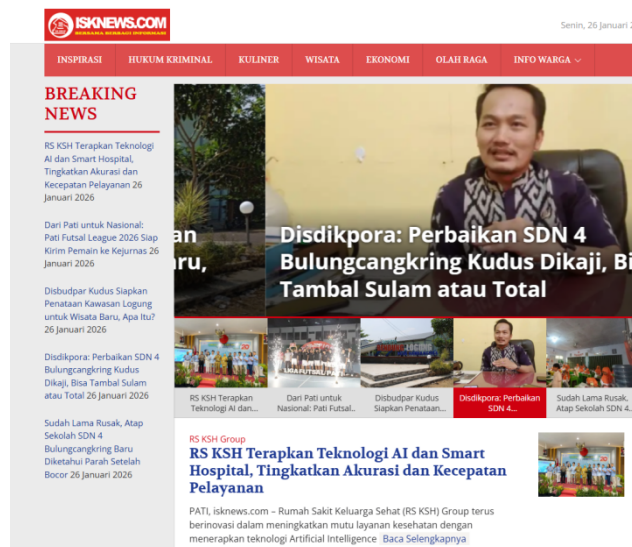 ISKNEWS.COM
BERSAMA BERBAGI INFORMASI
Senin, 26 Januari
INSPIRASI HUKUM KRIMINAL KULINER WISATA EKONOMI OLAH RAGA INFO WARGA
BREAKING
NEWS
RS KSH Terapkan Teknologi
AI dan Smart Hospital,
Tingkatkan Akurasi dan
Kecepatan Pelayanan 26
Januari 2026
Dari Pati untuk Nasional:
Pati Futsal League 2026 Siap
Kirim Pemain ke Kejurnas 26
Januari 2026
Disbudpar Kudus Siapkan
Penataan Kawasan Logung
untuk Wisata Baru, Apa Itu?
26 Januari 2026
Disdikpora: Perbaikan SDN 4
Bulungcangkring Kudus
Dikaji, Bisa Tambal Sulam
atau Total 26 Januari 2026
Sudah Lama Rusak, Atap
Sekolah SDN 4
Bulungcangkring Baru
Diketahui Parah Setelah
Bocor 26 Januari 2026
an
ru,
Disdikpora: Perbaikan SDN 4
Bulungcangkring Kudus Dikaji, Bi
Tambal Sulam atau Total
LIGA FUTSAL PATI
RS KSH Terapkan
Teknologi AI dan...
Dari Pati untuk
Nasional: Pati Futsal..
Disbudpar Kudus
Siapkan Penataan...
Disdikpora: Perbaikan
SDN 4...
Sudah Lama Rusak,
Atap Sekolah SDN 4..
RS KSH Group
RS KSH Terapkan Teknologi AI dan Smart
Hospital, Tingkatkan Akurasi dan Kecepatan
Pelayanan
PATI, isknews.com – Rumah Sakit Keluarga Sehat (RS KSH) Group terus
berinovasi dalam meningkatkan mutu layanan kesehatan dengan
menerapkan teknologi Artificial Intelligence Baca Selengkapnya